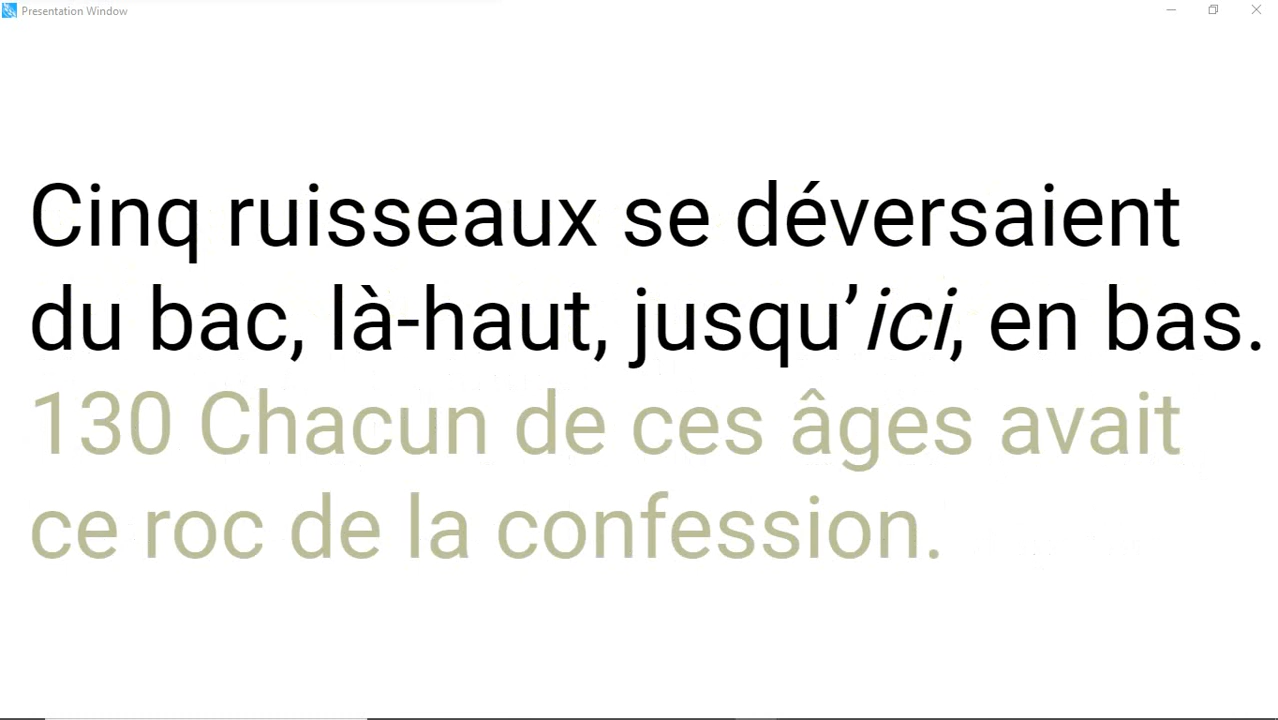 Presentation Window
Cinq ruisseaux se déversaient
du bac, là-haut, jusqu’ici, en bas.
130 Chacun de ces âges avait
ce roc de la confession.